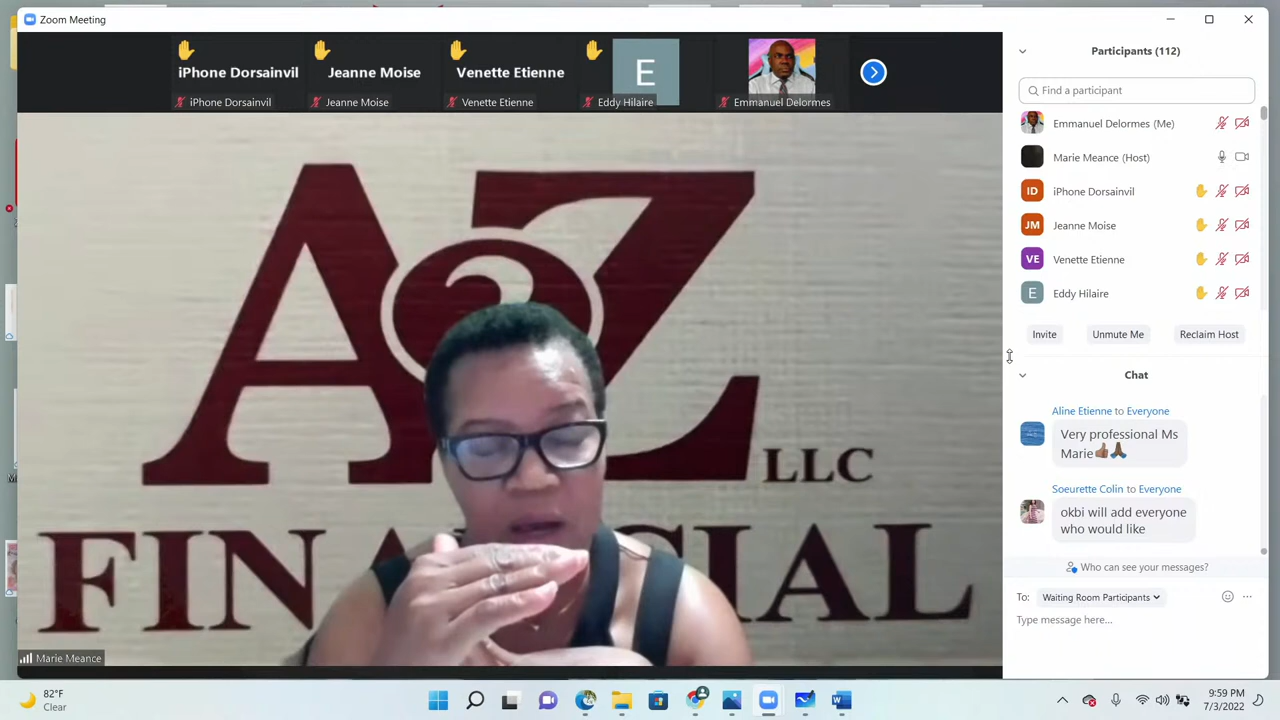 Zoom Meeting
iPhone Dorsainvil
Jeanne Moise
Venette Etienne
E
iPhone Dorsainvil
Jeanne Moise
Venette Etienne
Eddy Hilaire
Emmanuel Delormes
A
Z
LLC
FINANCIAL
Marie Meance
Participants (112)
Find a participant
Emmanuel Delormes (Me)
Marie Meance (Host)
ID iPhone Dorsainvil
JM Jeanne Moise
VE Venette Etienne
E Eddy Hilaire
Invite Unmute Me Reclaim Host
Chat
Aline Etienne to Everyone
Very professional Ms
Marie👍🏾🙏🏾
Soeurette Colin to Everyone
okbi will add everyone
who would like
Who can see your messages?
To: Waiting Room Participants
Type message here...
82°F
Clear
9:59 PM
7/3/2022